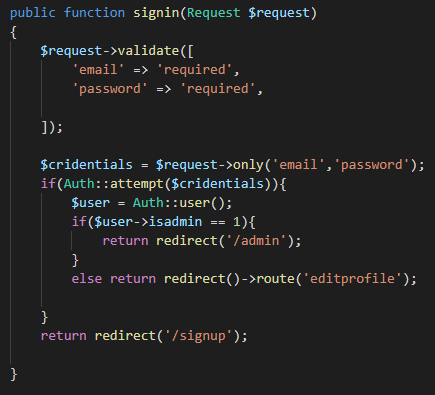 public function signin(Request $request)
{
    $request->validate([
        'email' => 'required',
        'password' => 'required',
    ]);
    $cridentials = $request->only('email','password');
    if(Auth::attempt($cridentials)){
        $user = Auth::user();
        if($user->isadmin == 1){
            return redirect('/admin');
        }
        else return redirect()->route('editprofile');
    }
    return redirect('/signup');
}